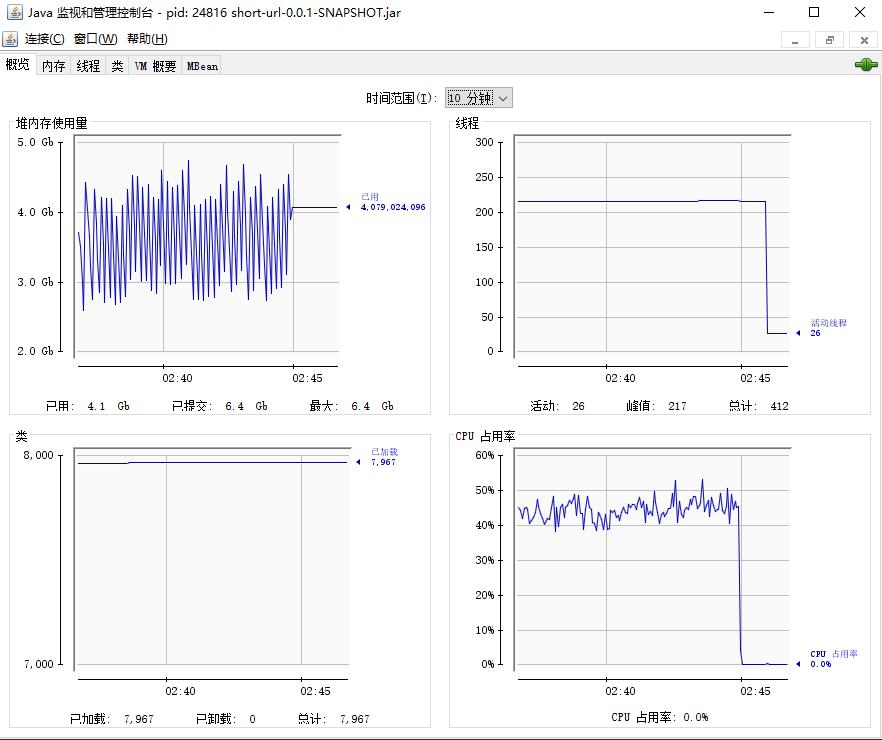 Java 监视和管理控制台 - pid: 24816 short-url-0.0.1-SNAPSHOT.jar
连接(C) 窗口(W) 帮助(H)
概览 内存 线程 类 VM 概要 MBean
时间范围(T): 10 分钟
堆内存使用量
5.0 Gb
4.0 Gb
3.0 Gb
2.0 Gb
已用
4,079,024,096
02:40 02:45
已用: 4.1 Gb 已提交: 6.4 Gb 最大: 6.4 Gb
线程
300
250
200
150
100
50
0
活动线程
26
02:40 02:45
活动: 26 峰值: 217 总计: 412
类
8,000
7,000
已加载
7,967
02:40 02:45
已加载: 7,967 已卸载: 0 总计: 7,967
CPU 占用率
60%
50%
40%
30%
20%
10%
0%
CPU 占用率
0.0%
02:40 02:45
CPU 占用率: 0.0%